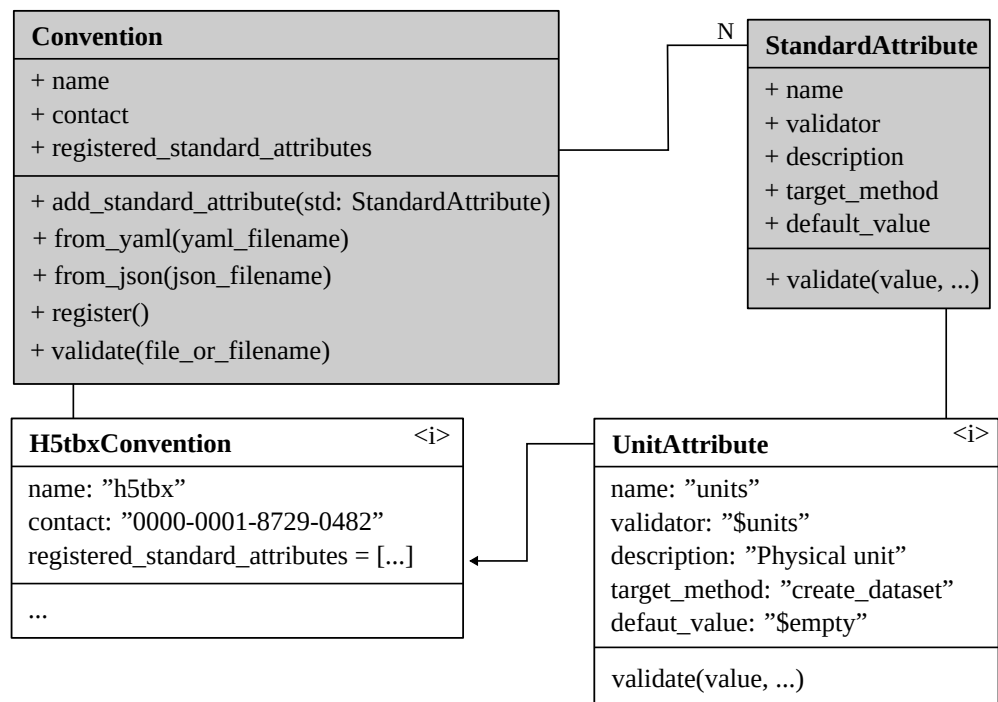 Convention
+ name
+ contact
+ registered_standard_attributes
+ add_standard_attribute(std: StandardAttribute)
+ from_yaml(yaml_filename)
+ from_json(json_filename)
+ register()
+ validate(file_or_filename)
N
StandardAttribute
+ name
+ validator
+ description
+ target_method
+ default_value
+ validate(value, ...)
H5tbxConvention
<i>
name: ”h5tbx”
contact: ”0000-0001-8729-0482”
registered_standard_attributes = [...]
...
UnitAttribute
<i>
name: ”units”
validator: ”$units”
description: ”Physical unit”
target_method: ”create_dataset”
defaut_value: ”$empty”
validate(value, ...)